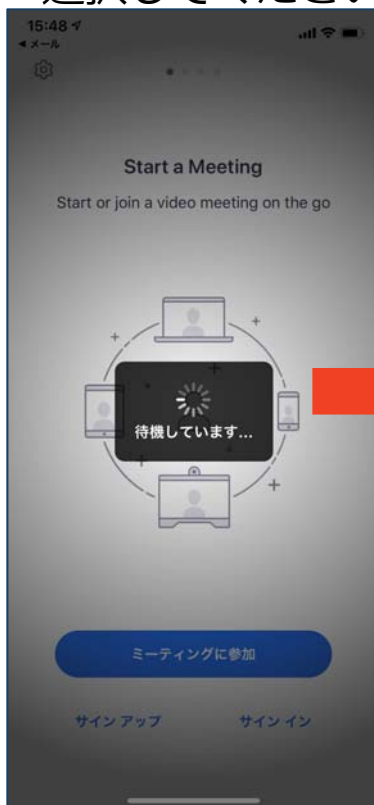 選択してください
15:48
メール
Start a Meeting
Start or join a video meeting on the go
待機しています...
ミーティングに参加
サインアップ
サインイン